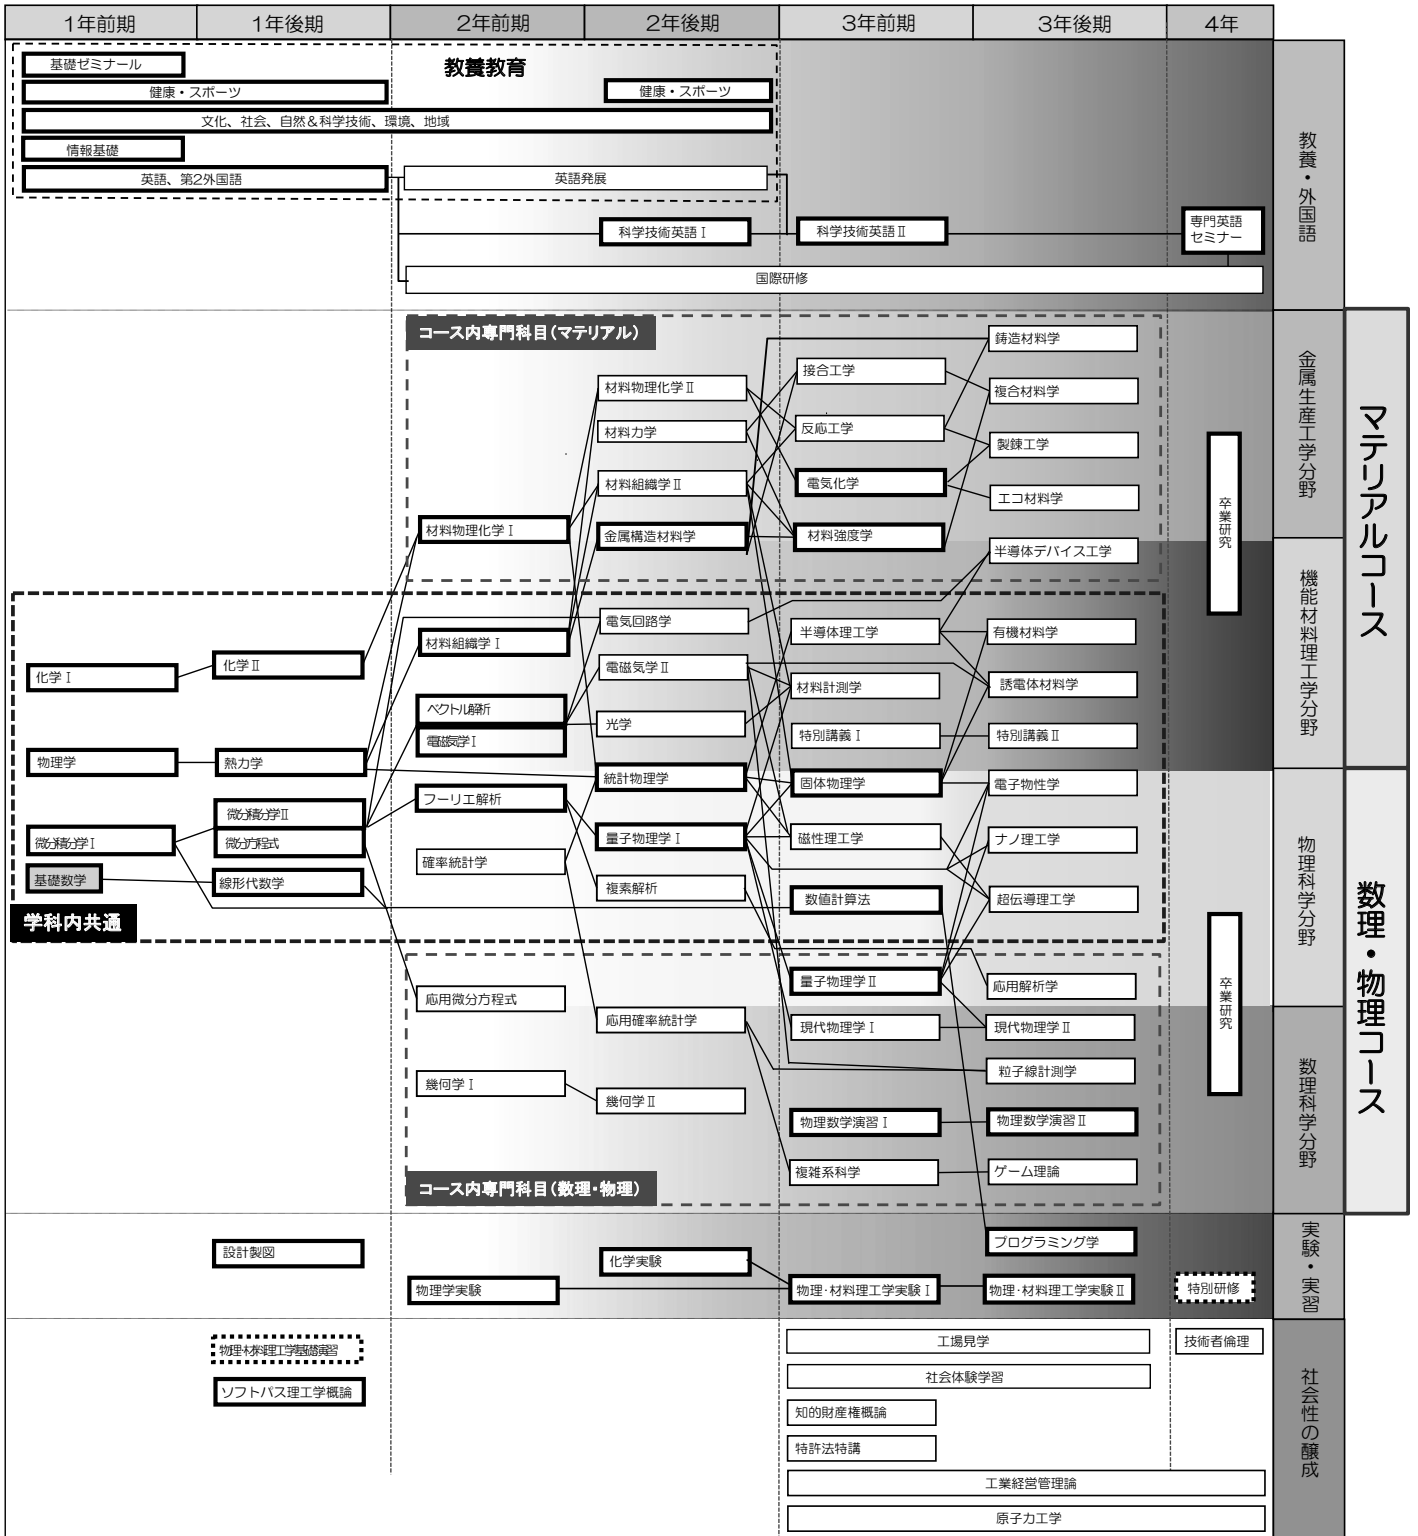 1年前期
1年後期
2年前期
2年後期
3年前期
3年後期
4年
教養教育
基礎ゼミナール
健康・スポーツ
健康・スポーツ
文化、社会、自然＆科学技術、環境、地域
情報基礎
英語、第2外国語
英語発展
科学技術英語Ⅰ
科学技術英語Ⅱ
専門英語
セミナー
国際研修
教養・外国語
コース内専門科目（マテリアル）
鋳造材料学
接合工学
材料物理化学Ⅱ
複合材料学
材料力学
反応工学
製錬工学
材料組織学Ⅱ
電気化学
エコ材料学
材料物理化学Ⅰ
金属構造材料学
材料強度学
半導体デバイス工学
卒業研究
金属生産工学分野
機能材料理工学分野
マテリアルコース
電気回路学
半導体理工学
有機材料学
材料組織学Ⅰ
化学Ⅰ
化学Ⅱ
電磁気学Ⅱ
材料計測学
誘電体材料学
ベクトル解析
電磁気学Ⅰ
光学
特別講義Ⅰ
特別講義Ⅱ
物理学
熱力学
統計物理学
固体物理学
電子物性学
フーリエ解析
微分積分学Ⅱ
微分積分学Ⅰ
微分方程式
量子物理学Ⅰ
磁性理工学
ナノ理工学
確率統計学
基礎数学
線形代数学
複素解析
数値計算法
超伝導理工学
学科内共通
物理科学分野
数理科学分野
数理・物理コース
卒業研究
量子物理学Ⅱ
応用解析学
応用微分方程式
応用確率統計学
現代物理学Ⅰ
現代物理学Ⅱ
粒子線計測学
幾何学Ⅰ
幾何学Ⅱ
物理数学演習Ⅰ
物理数学演習Ⅱ
複雑系科学
ゲーム理論
コース内専門科目（数理・物理）
設計製図
プログラミング学
化学実験
物理学実験
物理・材料理工学実験Ⅰ
物理・材料理工学実験Ⅱ
特別研修
実験・実習
物理・材料理工学基礎演習
ソフトパス理工学概論
工場見学
技術者倫理
社会体験学習
知的財産権概論
特許法特講
工業経営管理論
原子力工学
社会性の醸成